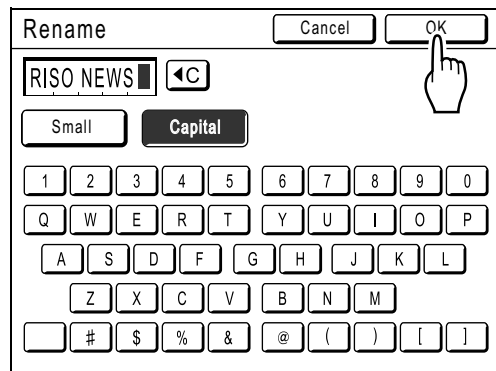 Rename Cancel OK
RISO NEWS ◀C
Small Capital
1 2 3 4 5 6 7 8 9 0
Q W E R T Y U I O P
A S D F G H J K L
Z X C V B N M
# $ % & @ ( ) [ ]